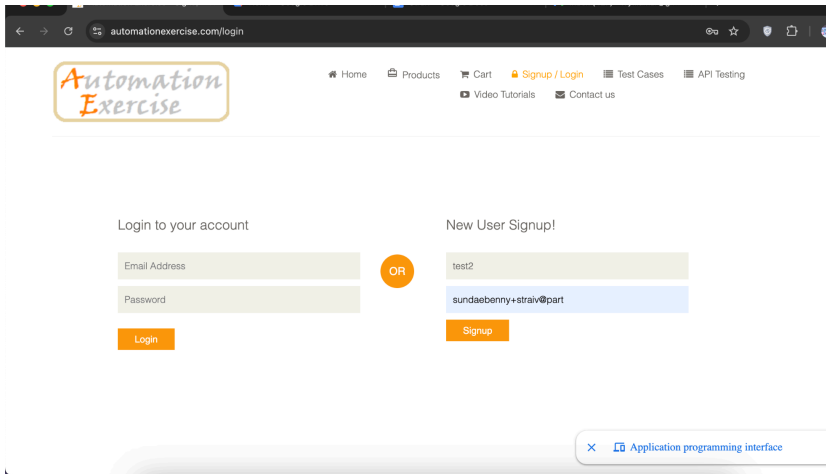 automationexercise.com/login
Automation
Exercise
Home
Products
Cart
Signup / Login
Test Cases
API Testing
Video Tutorials
Contact us
Login to your account
New User Signup!
Email Address
OR
test2
Password
sundaebenny+straiv@part
Login
Signup
Application programming interface